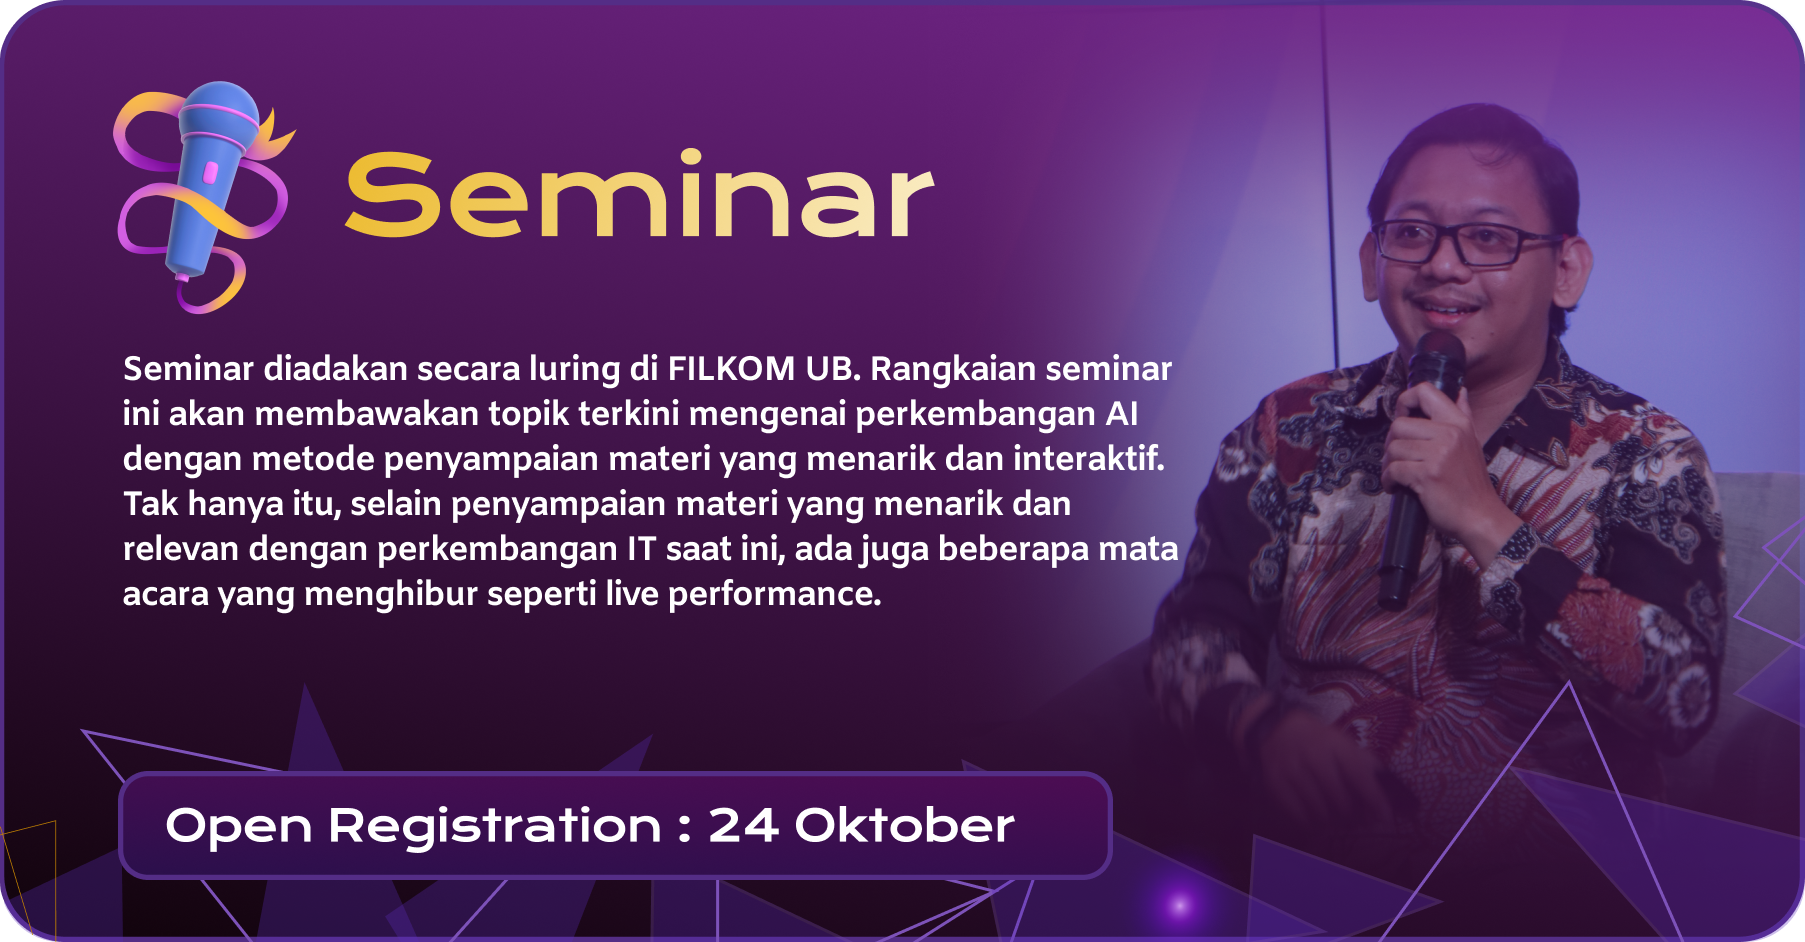 Seminar
Seminar diadakan secara luring di FILKOM UB. Rangkaian seminar
ini akan membawakan topik terkini mengenai perkembangan AI
dengan metode penyampaian materi yang menarik dan interaktif.
Tak hanya itu, selain penyampaian materi yang menarik dan
relevan dengan perkembangan IT saat ini, ada juga beberapa mata
acara yang menghibur seperti live performance.
Open Registration : 24 Oktober